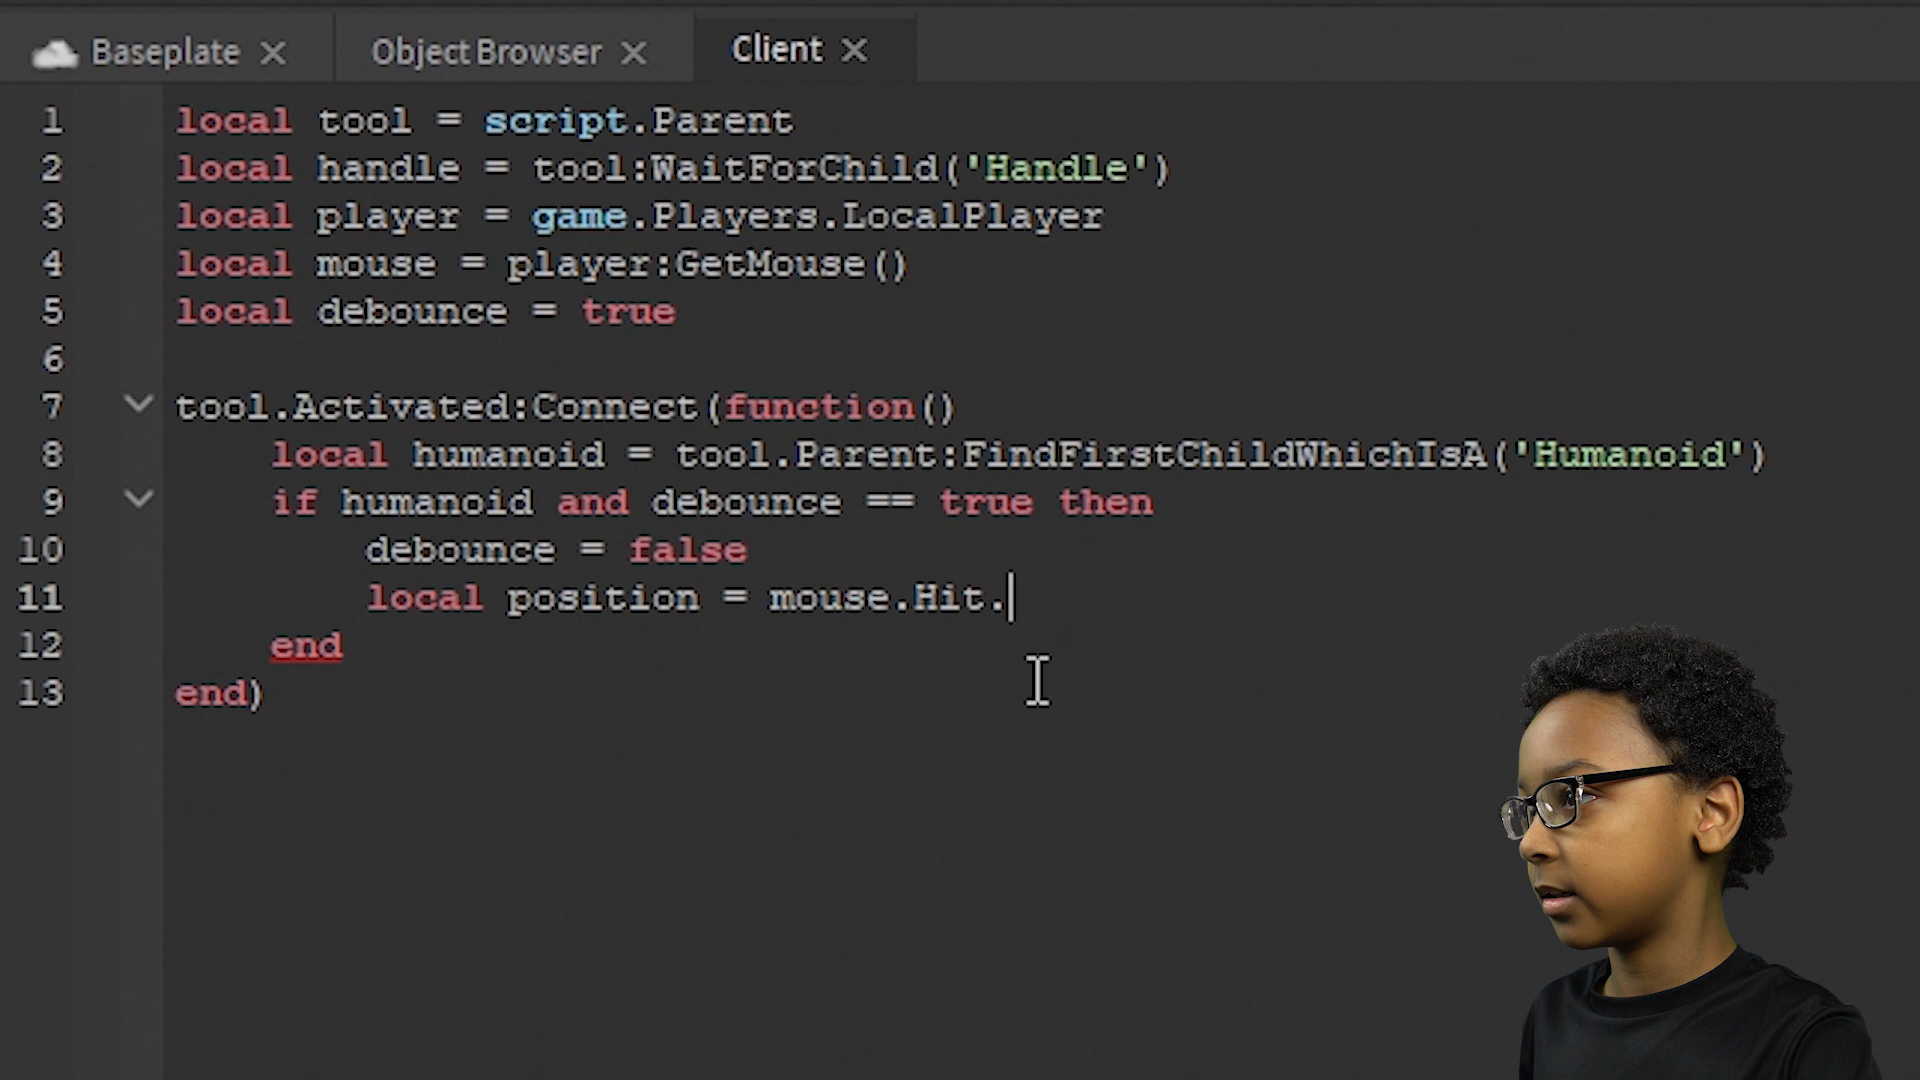 Baseplate
Object Browser
Client
1 local tool = script.Parent
2 local handle = tool:WaitForChild('Handle')
3 local player = game.Players.LocalPlayer
4 local mouse = player:GetMouse()
5 local debounce = true
6
7 tool.Activated:Connect(function()
8 local humanoid = tool.Parent:FindFirstChildWhichIsA('Humanoid')
9 if humanoid and debounce == true then
10 debounce = false
11 local position = mouse.Hit.
12 end
13 end)